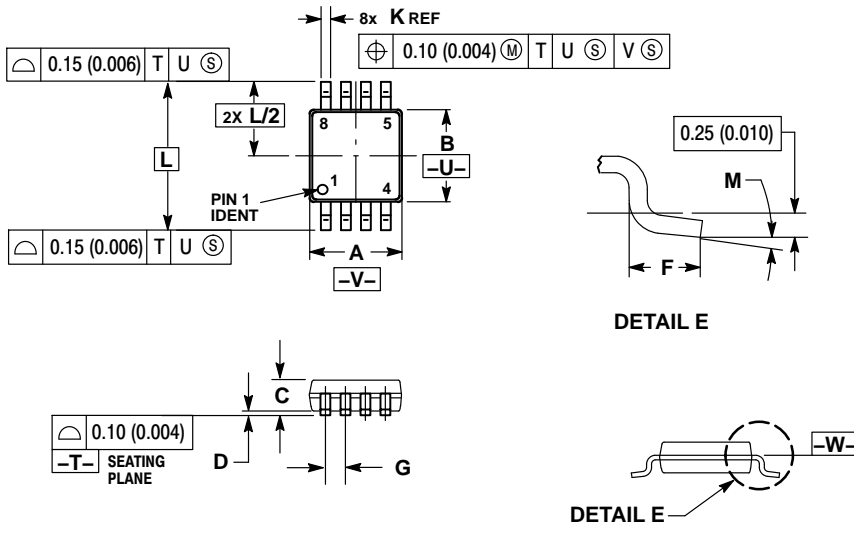 8x K REF
0.10 (0.004) Ⓜ T U Ⓢ V Ⓢ
0.15 (0.006) T U Ⓢ
2X L/2
8 5
B
–U–
L
PIN 1
IDENT
1
4
0.15 (0.006) T U Ⓢ
A
–V–
0.25 (0.010)
M
F
DETAIL E
C
0.10 (0.004)
–T– SEATING
PLANE
D
G
–W–
DETAIL E